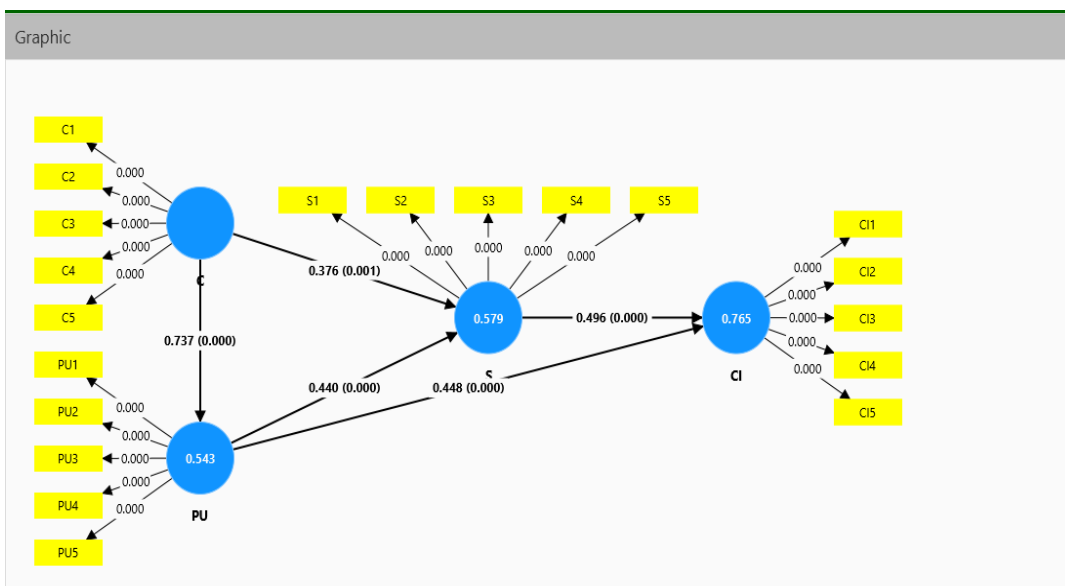 Graphic
C1
C2
C3
C4
C5
0.000
0.000
0.000
0.000
0.000
C
S1
S2
S3
S4
S5
0.000
0.000
0.000
0.000
0.000
0.376 (0.001)
0.737 (0.000)
0.579
S
0.496 (0.000)
0.765
CI
CI1
CI2
CI3
CI4
CI5
0.000
0.000
0.000
0.000
0.000
0.440 (0.000)
0.448 (0.000)
PU1
PU2
PU3
PU4
PU5
0.000
0.000
0.000
0.000
0.000
0.543
PU